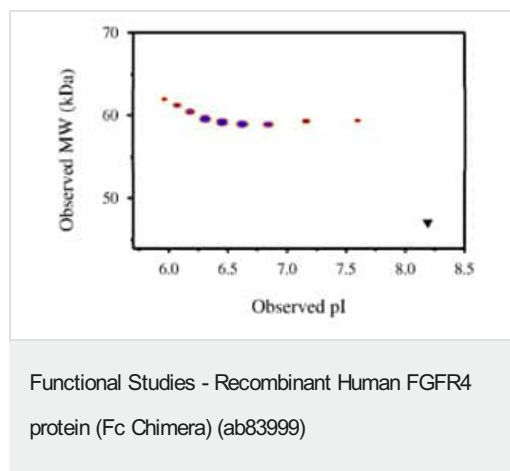 70
60
50
Observed MW (kDa)
6.0 6.5 7.0 7.5 8.0 8.5
Observed pI
Functional Studies - Recombinant Human FGFR4
protein (Fc Chimera) (ab83999)